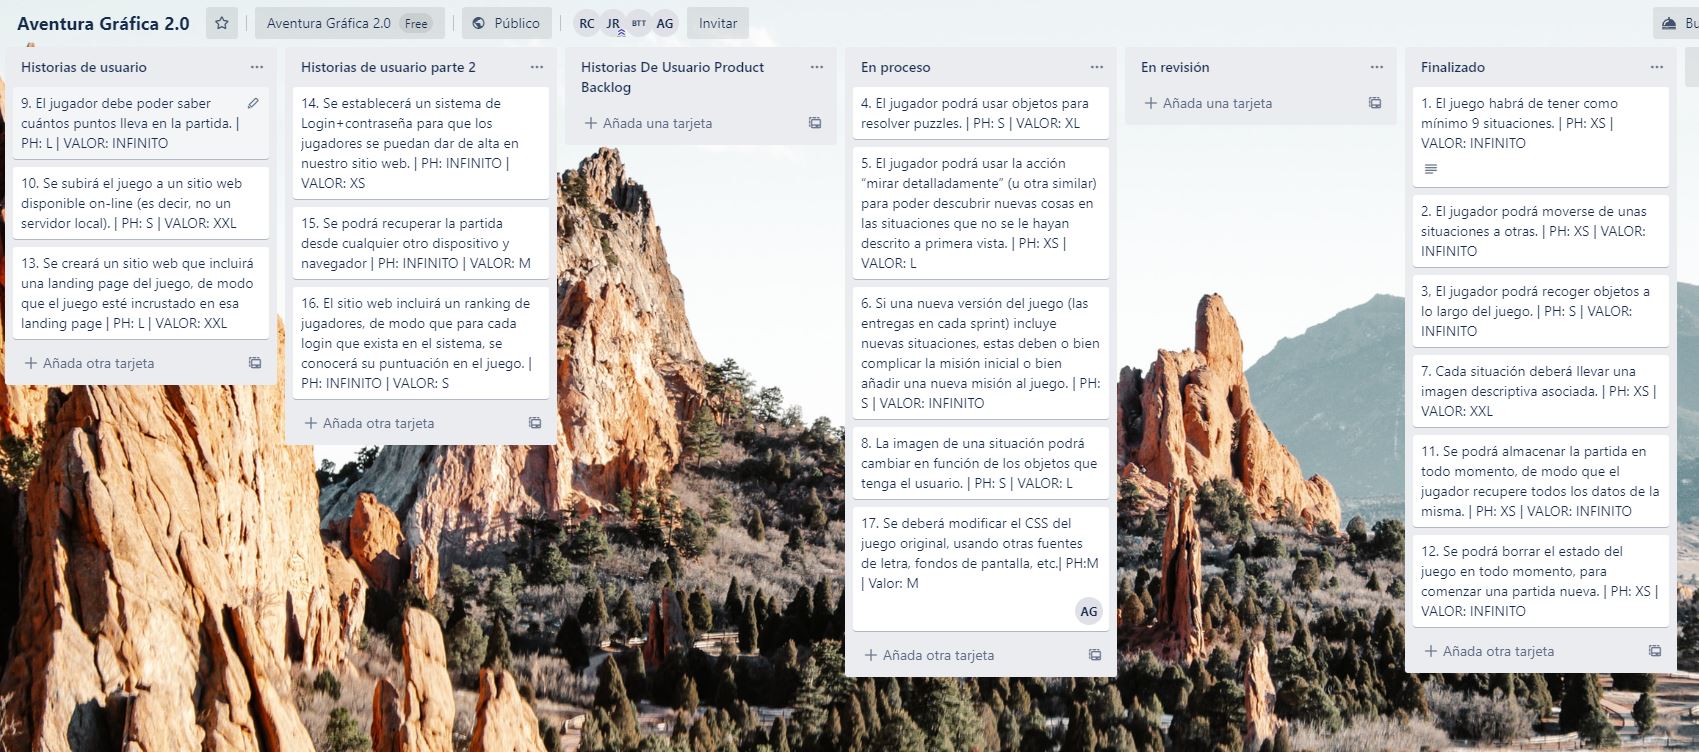 Aventura Gráfica 2.0
Aventura Gráfica 2.0 Free
Público
RC JR BTT AG
Invitar
Historias de usuario
9. El jugador debe poder saber
cuántos puntos lleva en la partida. |
PH: L | VALOR: INFINITO
10. Se subirá el juego a un sitio web
disponible on-line (es decir, no un
servidor local). | PH: S | VALOR: XXL
13. Se creará un sitio web que incluirá
una landing page del juego, de modo
que el juego esté incrustado en esa
landing page | PH: L | VALOR: XXL
Añada otra tarjeta
Historias de usuario parte 2
14. Se establecerá un sistema de
Login+contraseña para que los
jugadores se puedan dar de alta en
nuestro sitio web. | PH: INFINITO |
VALOR: XS
15. Se podrá recuperar la partida
desde cualquier otro dispositivo y
navegador | PH: INFINITO | VALOR: M
16. El sitio web incluirá un ranking de
jugadores, de modo que para cada
login que exista en el sistema, se
conocerá su puntuación en el juego. |
PH: INFINITO | VALOR: S
Añada otra tarjeta
Historias De Usuario Product
Backlog
Añada una tarjeta
En proceso
4. El jugador podrá usar objetos para
resolver puzzles. | PH: S | VALOR: XL
5. El jugador podrá usar la acción
“mirar detalladamente” (u otra similar)
para poder descubrir nuevas cosas en
las situaciones que no se le hayan
descrito a primera vista. | PH: XS |
VALOR: L
6. Si una nueva versión del juego (las
entregas en cada sprint) incluye
nuevas situaciones, estas deben o bien
complicar la misión inicial o bien
añadir una nueva misión al juego. | PH:
S | VALOR: INFINITO
8. La imagen de una situación podrá
cambiar en función de los objetos que
tenga el usuario. | PH: S | VALOR: L
17. Se deberá modificar el CSS del
juego original, usando otras fuentes
de letra, fondos de pantalla, etc.| PH:M
| Valor: M
AG
Añada otra tarjeta
En revisión
Añada una tarjeta
Finalizado
1. El juego habrá de tener como
mínimo 9 situaciones. | PH: XS |
VALOR: INFINITO
2. El jugador podrá moverse de unas
situaciones a otras. | PH: XS | VALOR:
INFINITO
3, El jugador podrá recoger objetos a
lo largo del juego. | PH: S | VALOR:
INFINITO
7. Cada situación deberá llevar una
imagen descriptiva asociada. | PH: XS |
VALOR: XXL
11. Se podrá almacenar la partida en
todo momento, de modo que el
jugador recupere todos los datos de la
misma. | PH: XS | VALOR: INFINITO
12. Se podrá borrar el estado del
juego en todo momento, para
comenzar una partida nueva. | PH: XS |
VALOR: INFINITO
Añada otra tarjeta